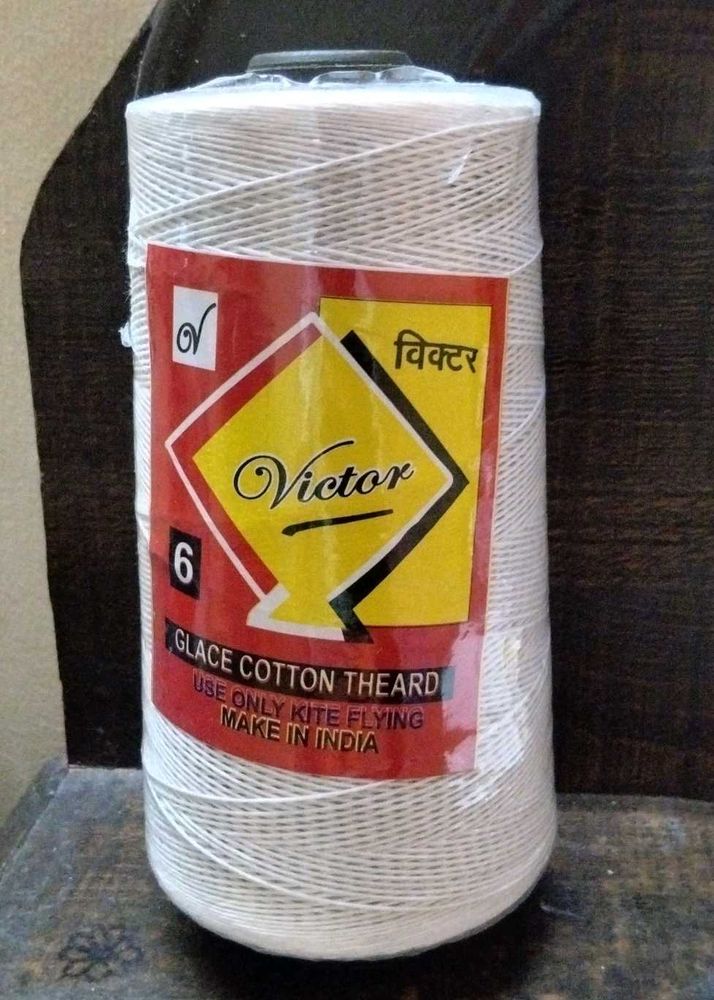 विक्टर
Victor
6
GLACE COTTON THEARD
USE ONLY KITE FLYING
MAKE IN INDIA